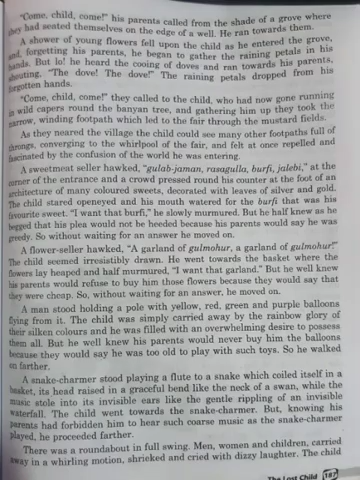 "Come, child, come!" his parents called from the shade of a grove where
they had seated themselves on the edge of a well. He ran towards them.
A shower of young flowers fell upon the child as he entered the grove,
and, forgetting his parents, he began to gather the raining petals in his
hands. But lo! he heard the cooing of doves and ran towards his parents,
shouting, "The dove! The dove!" The raining petals dropped from his
forgotten hands.
"Come, child, come!" they called to the child, who had now gone running
in wild capers round the banyan tree, and gathering him up they took the
narrow, winding footpath which led to the fair through the mustard fields.
As they neared the village the child could see many other footpaths full of
throngs, converging to the whirlpool of the fair, and felt at once repelled and
fascinated by the confusion of the world he was entering.
A sweetmeat seller hawked, "gulab-jaman, rasagulla, burfi, jalebi," at the
corner of the entrance and a crowd pressed round his counter at the foot of an
architecture of many coloured sweets, decorated with leaves of silver and gold.
The child stared openeyed and his mouth watered for the burfi that was his
favourite sweet. "I want that burfi," he slowly murmured. But he half knew as he
begged that his plea would not be heeded because his parents would say he was
greedy. So without waiting for an answer he moved on.
A flower-seller hawked, "A garland of gulmohur, a garland of gulmohur!"
The child seemed irresistibly drawn. He went towards the basket where the
flowers lay heaped and half murmured, "I want that garland." But he well knew
his parents would refuse to buy him those flowers because they would say that
they were cheap. So, without waiting for an answer, he moved on.
A man stood holding a pole with yellow, red, green and purple balloons
flying from it. The child was simply carried away by the rainbow glory of
their silken colours and he was filled with an overwhelming desire to possess
them all. But he well knew his parents would never buy him the balloons
because they would say he was too old to play with such toys. So he walked
on farther.
A snake-charmer stood playing a flute to a snake which coiled itself in a
basket, its head raised in a graceful bend like the neck of a swan, while the
music stole into its invisible ears like the gentle rippling of an invisible
waterfall. The child went towards the snake-charmer. But, knowing his
parents had forbidden him to hear such coarse music as the snake-charmer
played, he proceeded farther.
There was a roundabout in full swing. Men, women and children, carried
away in a whirling motion, shrieked and cried with dizzy laughter. The child
The Lost Child 187